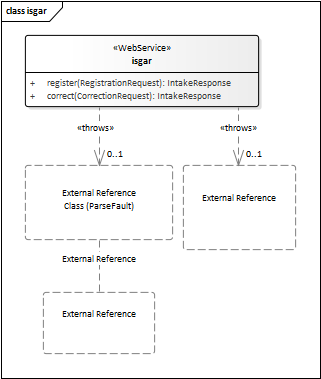 class isgar
«WebService»
isgar
+ register(RegistrationRequest): IntakeResponse
+ correct(CorrectionRequest): IntakeResponse
«throws» «throws»
0..1 0..1
External Reference
Class (ParseFault)
External Reference
External Reference
External Reference